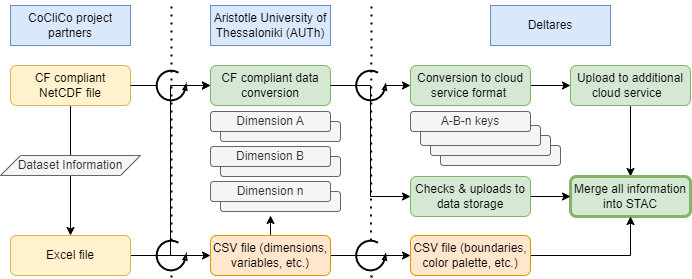 CoCliCo project
partners
Aristotle University of
Thessaloniki (AUTh)
Deltares
CF compliant
NetCDF file
CF compliant data
conversion
Conversion to cloud
service format
Upload to additional
cloud service
Dimension A
A-B-n keys
Dataset Information
Dimension B
Dimension n
Checks & uploads to
data storage
Merge all information
into STAC
Excel file
CSV file (dimensions,
variables, etc.)
CSV file (boundaries,
color palette, etc.)